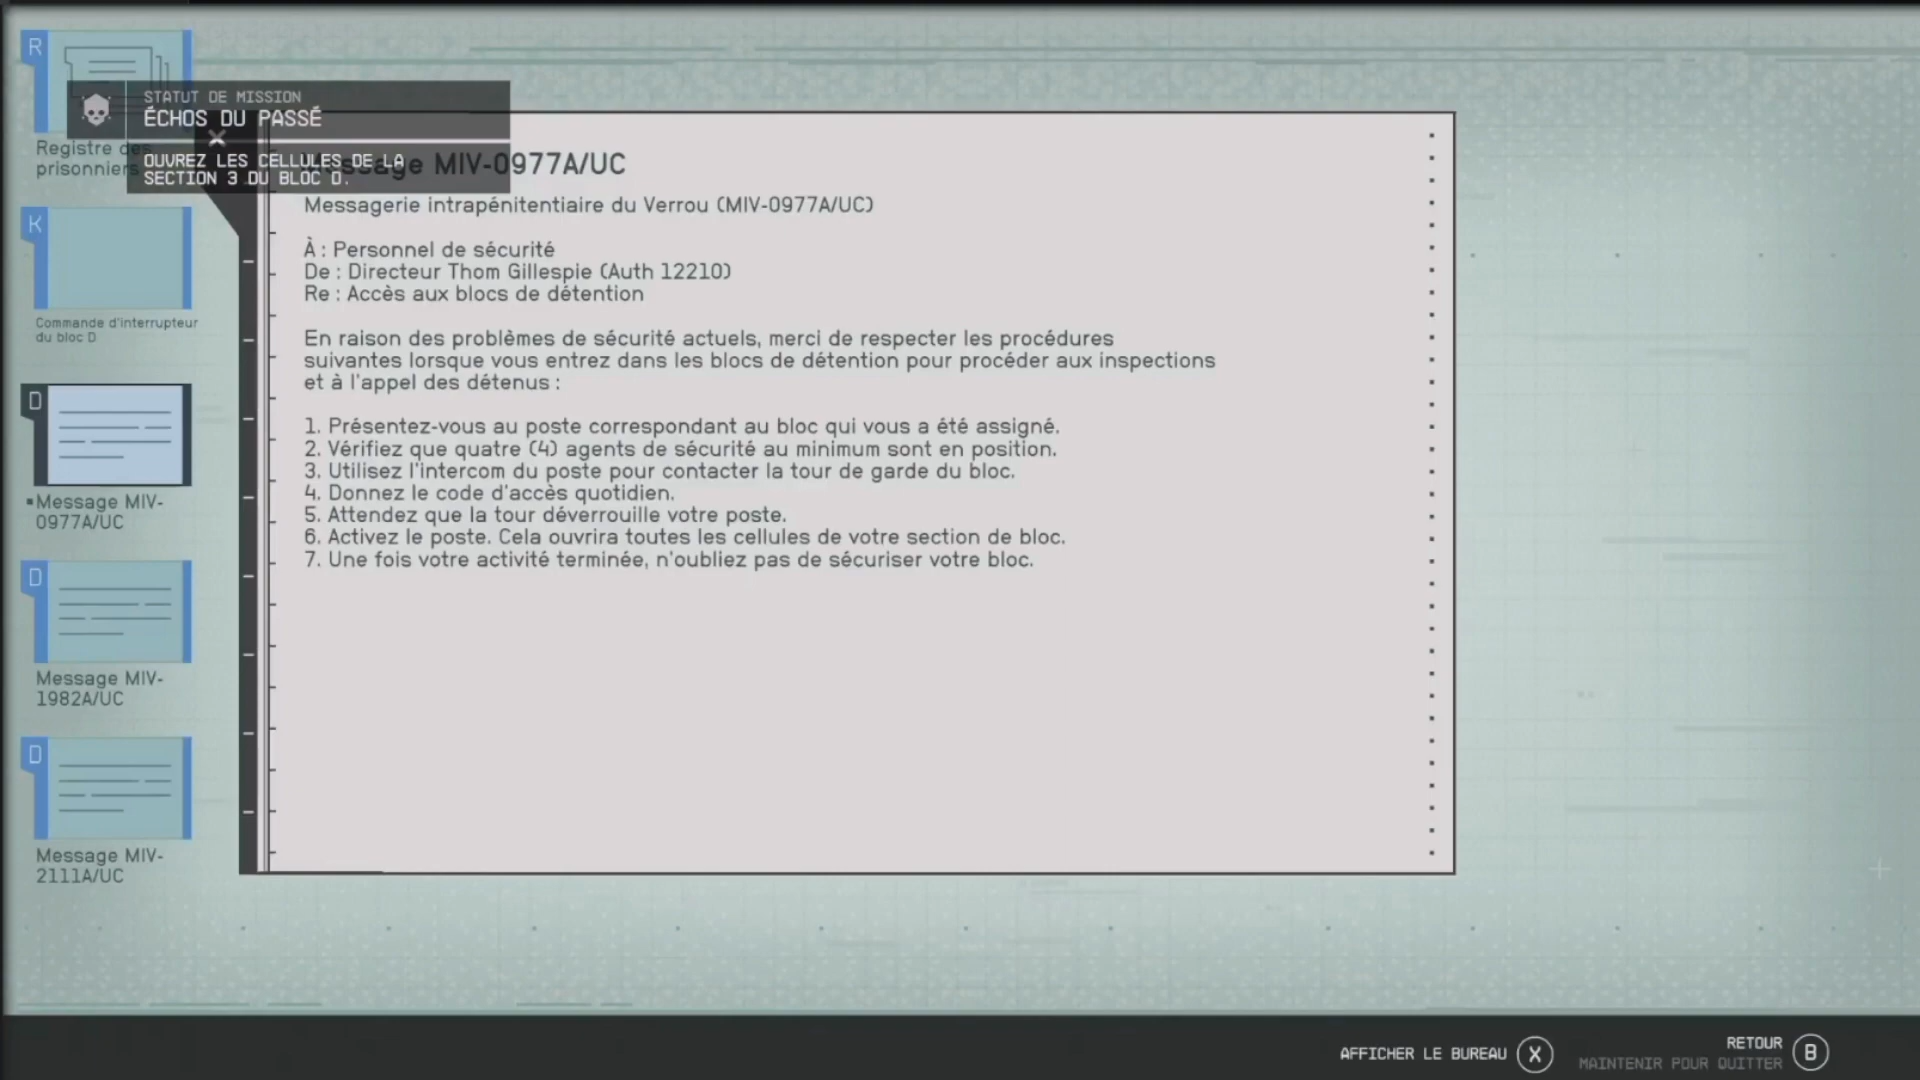 R
STATUT DE MISSION
ÉCHOS DU PASSÉ
OUVREZ LES CELLULES DE LA
SECTION 3 DU BLOC D.
Registre des
prisonniers
K
Commande d'interrupteur
du bloc D
D
Message MIV-
0977A/UC
D
Message MIV-
1982A/UC
D
Message MIV-
2111A/UC
Message MIV-0977A/UC
Messagerie intrapénitentiaire du Verrou (MIV-0977A/UC)
À : Personnel de sécurité
De : Directeur Thom Gillespie (Auth 12210)
Re : Accès aux blocs de détention
En raison des problèmes de sécurité actuels, merci de respecter les procédures
suivantes lorsque vous entrez dans les blocs de détention pour procéder aux inspections
et à l'appel des détenus :
1. Présentez-vous au poste correspondant au bloc qui vous a été assigné.
2. Vérifiez que quatre (4) agents de sécurité au minimum sont en position.
3. Utilisez l'intercom du poste pour contacter la tour de garde du bloc.
4. Donnez le code d'accès quotidien.
5. Attendez que la tour déverrouille votre poste.
6. Activez le poste. Cela ouvrira toutes les cellules de votre section de bloc.
7. Une fois votre activité terminée, n'oubliez pas de sécuriser votre bloc.
AFFICHER LE BUREAU X
RETOUR B
MAINTENIR POUR QUITTER